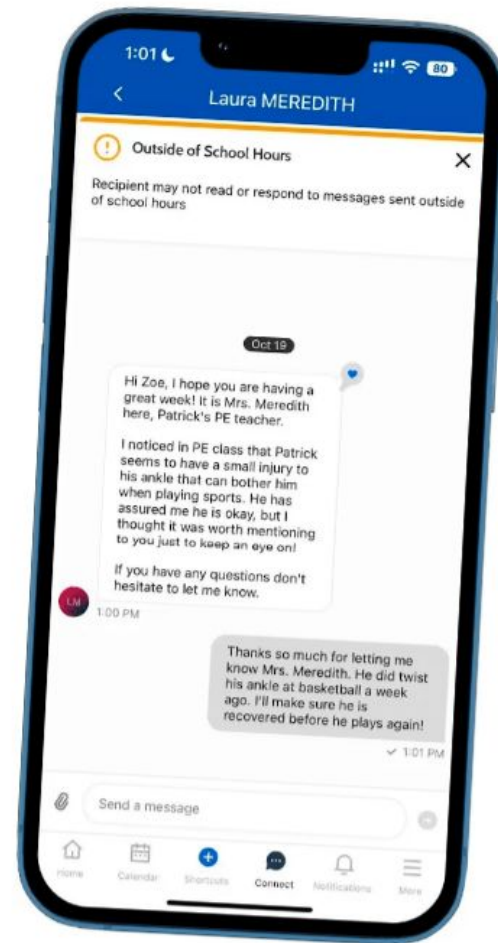 1:01
80
Laura MEREDITH
Outside of School Hours
Recipient may not read or respond to messages sent outside
of school hours
Oct 19
Hi Zoe, I hope you are having a
great week! It is Mrs. Meredith
here, Patrick's PE teacher.
I noticed in PE class that Patrick
seems to have a small injury to
his ankle that can bother him
when playing sports. He has
assured me he is okay, but I
thought it was worth mentioning
to you just to keep an eye on!
If you have any questions don't
hesitate to let me know.
LM
1:00 PM
Thanks so much for letting me
know Mrs. Meredith. He did twist
his ankle at basketball a week
ago. I'll make sure he is
recovered before he plays again!
1:01 PM
Send a message
Home Calendar Shortcuts Connect Notifications More